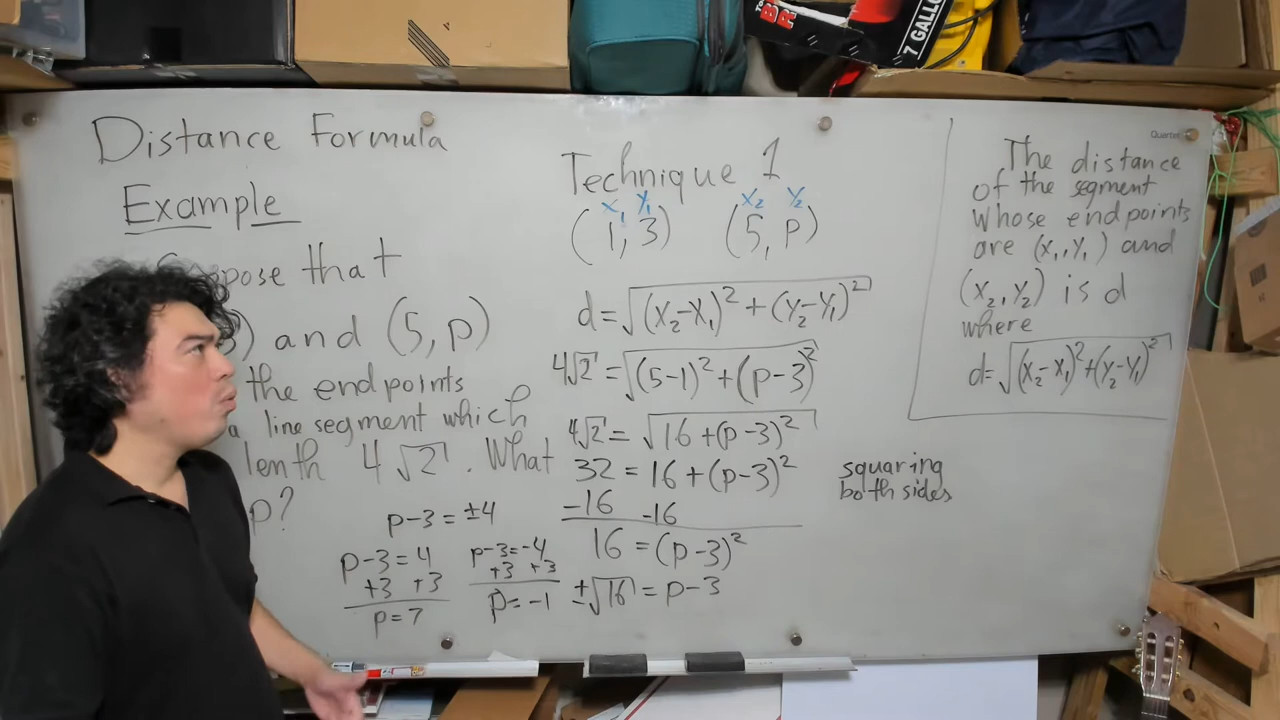 7 GALLO
Quartet
Distance Formula
Example
that
3) and (5, p)
the endpoints
a line segment which
lenth 4√2. What
p?
p-3 = ±4
p-3=4
+3 +3
p=7
p-3=-4
+3 +3
p=-1
Technique 1
x₁ y₁ x₂ y₂
(1, 3) (5, p)
d=√(x₂-x₁)²+(y₂-y₁)²
4√2=√(5-1)²+(p-3)²
4√2=√16+(p-3)²
32=16+(p-3)²
-16 -16
16=(p-3)²
±√16=p-3
squaring
both sides
The distance
of the segment
whose endpoints
are (x₁,y₁) and
(x₂,y₂) is d
where
d=√(x₂-x₁)²+(y₂-y₁)²